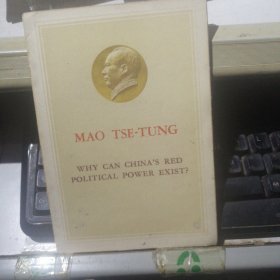 MAO TSE-TUNG
WHY CAN CHINA'S RED
POLITICAL POWER EXIST?